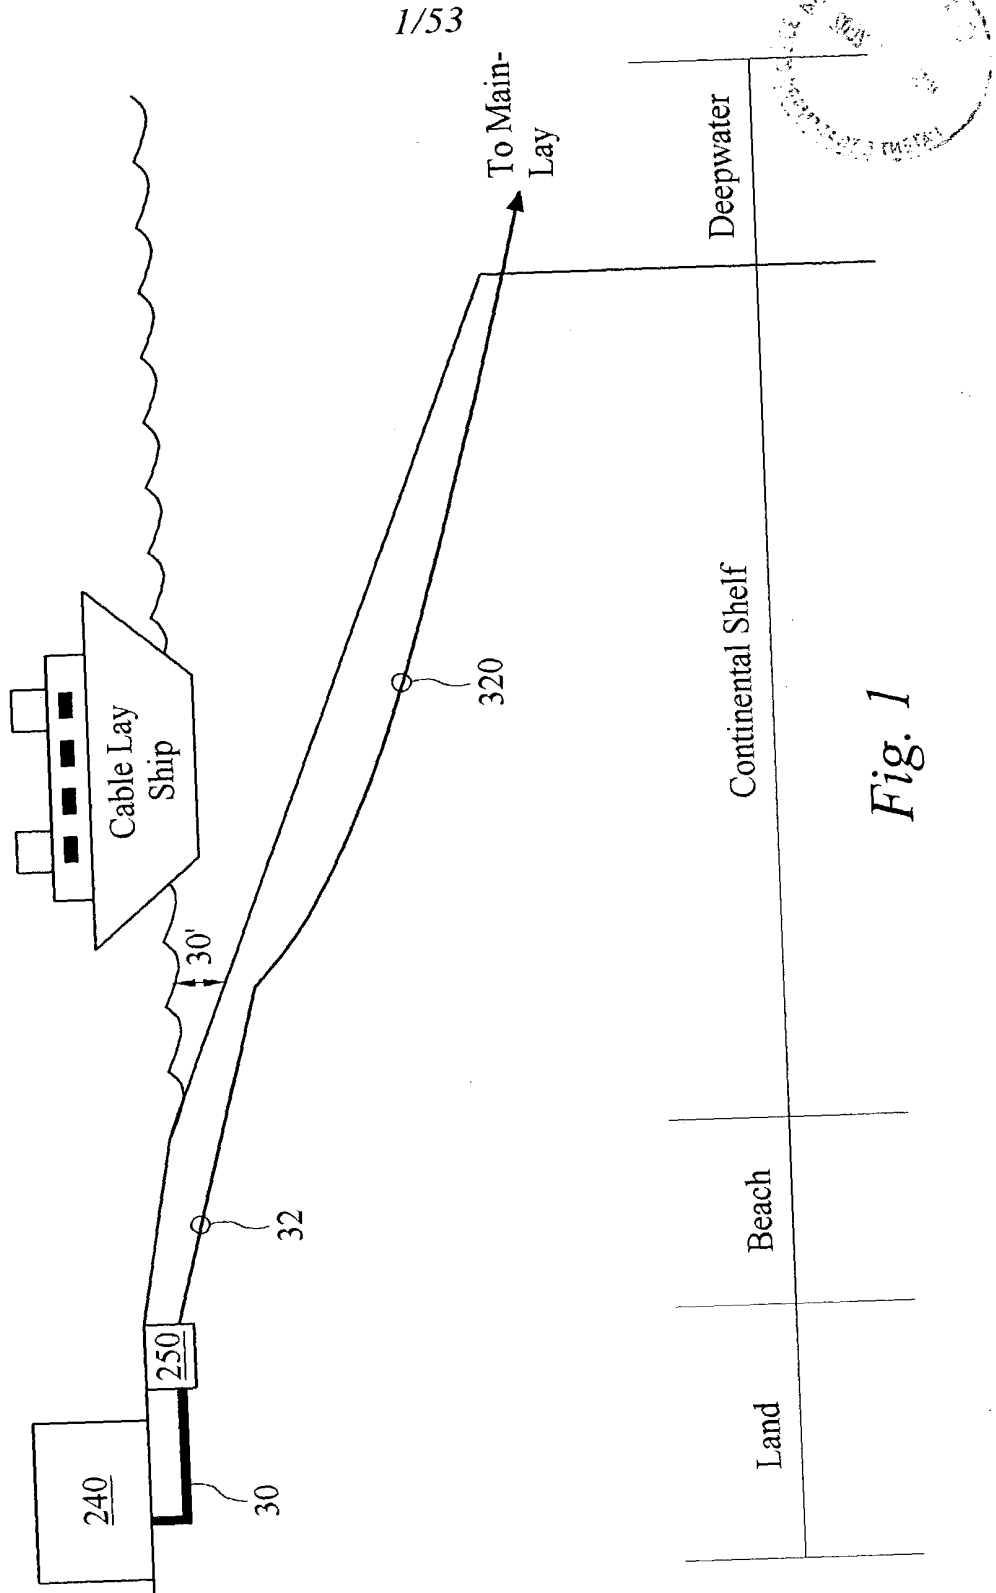 1/53
240
250
30
32
30'
Cable Lay
Ship
320
To Main-
Lay
Land
Beach
Continental Shelf
Deepwater
Fig. 1